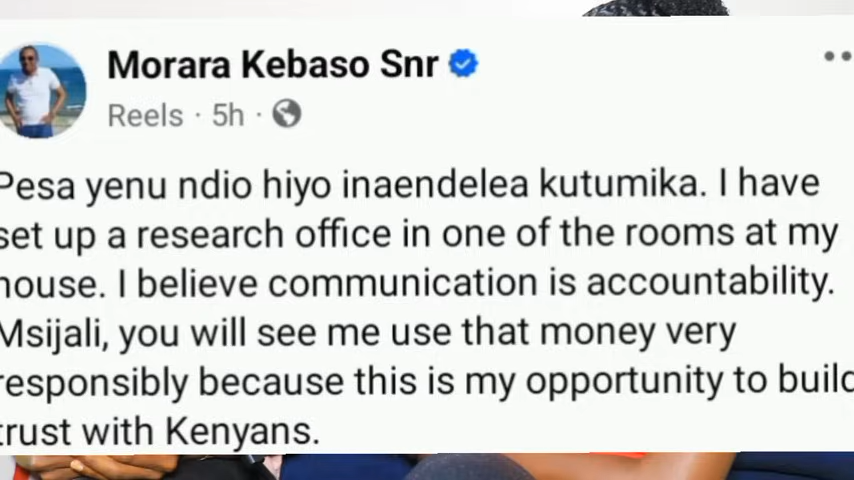 Morara Kebaso Snr
Reels · 5h ·
Pesa yenu ndio hiyo inaendelea kutumika. I have
set up a research office in one of the rooms at my
house. I believe communication is accountability.
Msijali, you will see me use that money very
responsibly because this is my opportunity to build
trust with Kenyans.